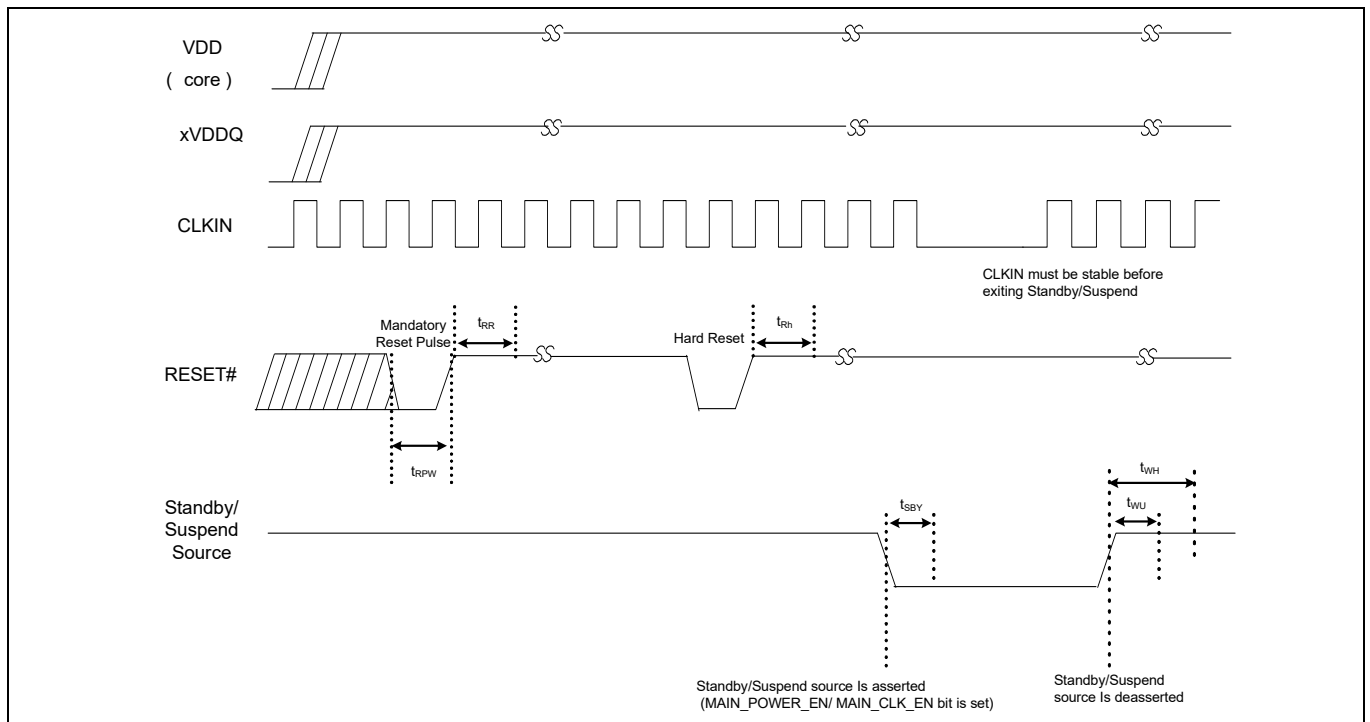 VDD
( core )
xVDDQ
CLKIN
CLKIN must be stable before
exiting Standby/Suspend
Mandatory
Reset Pulse
tRR
Hard Reset
tRh
RESET#
tRPW
tWH
Standby/
Suspend
Source
tSBY
tWU
Standby/Suspend source Is asserted
(MAIN_POWER_EN/ MAIN_CLK_EN bit is set)
Standby/Suspend
source Is deasserted